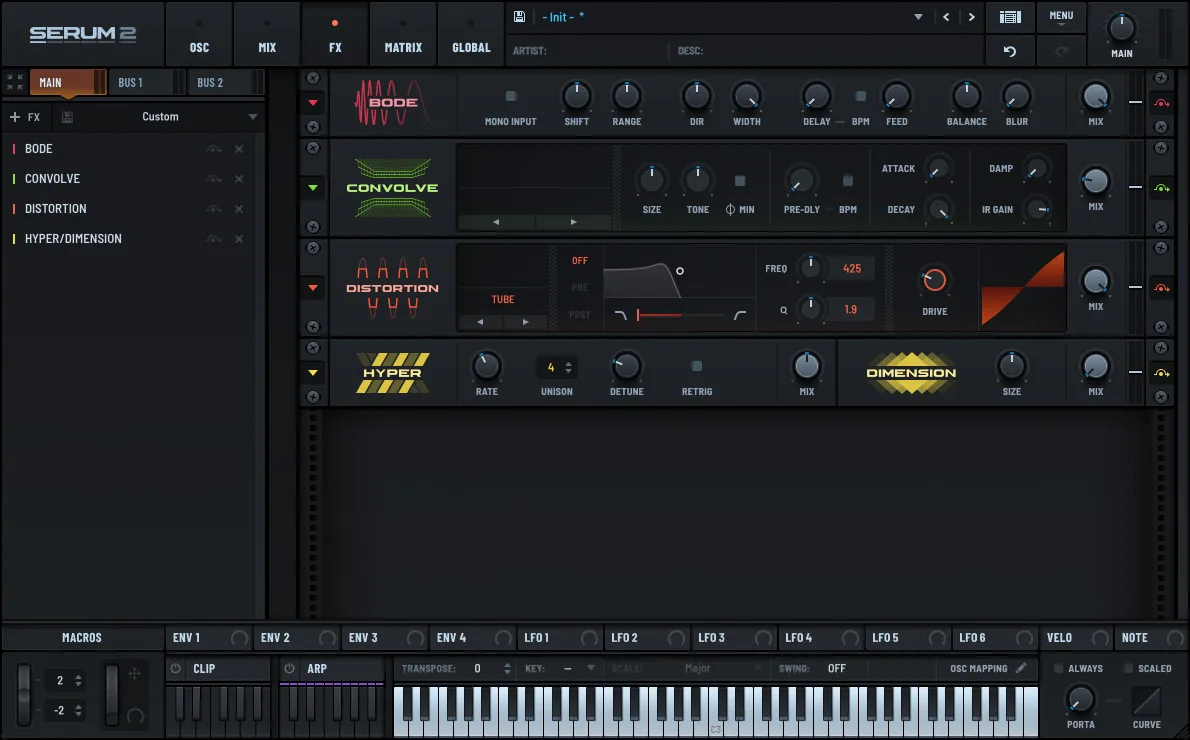 SERUM 2
OSC
MIX
FX
MATRIX
GLOBAL
- Init - *
ARTIST:
DESC:
MENU
MAIN
MAIN
BUS 1
BUS 2
+ FX
Custom
BODE
CONVOLVE
DISTORTION
HYPER/DIMENSION
BODE
MONO INPUT
SHIFT
RANGE
DIR
WIDTH
DELAY
BPM
FEED
BALANCE
BLUR
MIX
CONVOLVE
SIZE
TONE
MIN
PRE-DLY
BPM
ATTACK
DECAY
DAMP
IR GAIN
MIX
DISTORTION
TUBE
OFF
PRE
POST
FREQ
425
Q
1.9
DRIVE
MIX
HYPER
RATE
4
UNISON
DETUNE
RETRIG
MIX
DIMENSION
SIZE
MIX
MACROS
ENV 1
ENV 2
ENV 3
ENV 4
LFO 1
LFO 2
LFO 3
LFO 4
LFO 5
LFO 6
VELO
NOTE
2
-2
CLIP
ARP
TRANSPOSE:
0
KEY:
–
SCALE:
Major
SWING:
OFF
OSC MAPPING
ALWAYS
SCALED
C3
PORTA
CURVE